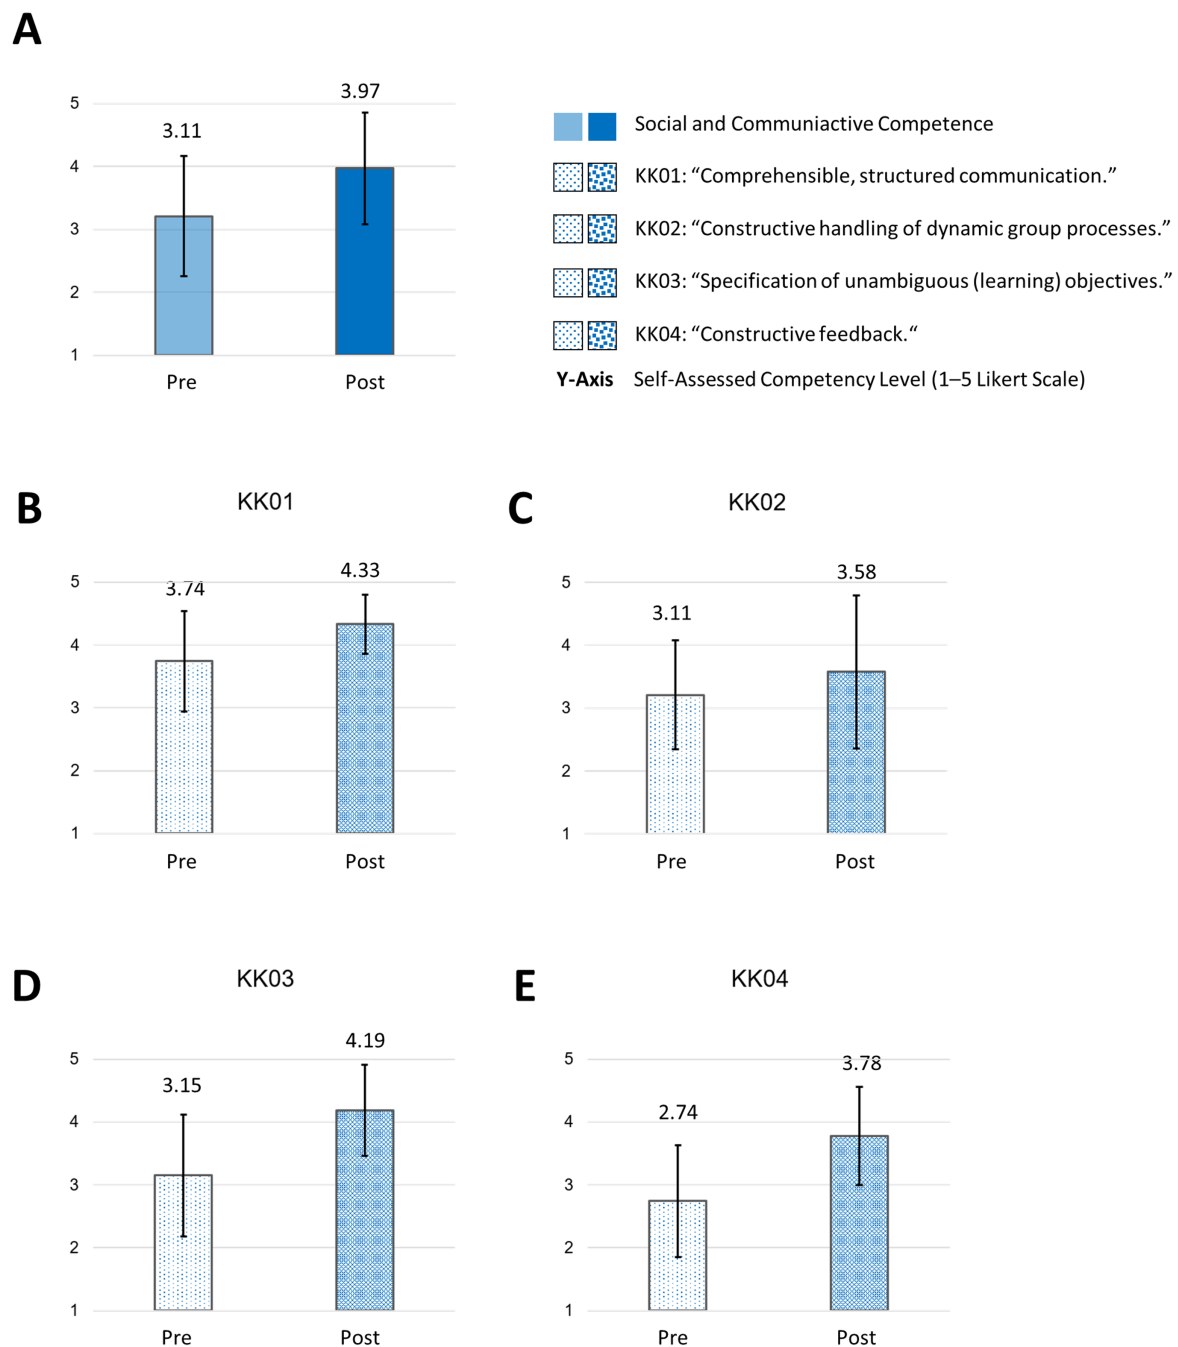 A
3.11
3.97
5
4
3
2
1
Pre
Post
Social and Communiactive Competence
KK01: “Comprehensible, structured communication.”
KK02: “Constructive handling of dynamic group processes.”
KK03: “Specification of unambiguous (learning) objectives.”
KK04: “Constructive feedback.“
Y-Axis Self-Assessed Competency Level (1–5 Likert Scale)
B
KK01
3.74
4.33
5
4
3
2
1
Pre
Post
C
KK02
3.11
3.58
5
4
3
2
1
Pre
Post
D
KK03
3.15
4.19
5
4
3
2
1
Pre
Post
E
KK04
2.74
3.78
5
4
3
2
1
Pre
Post